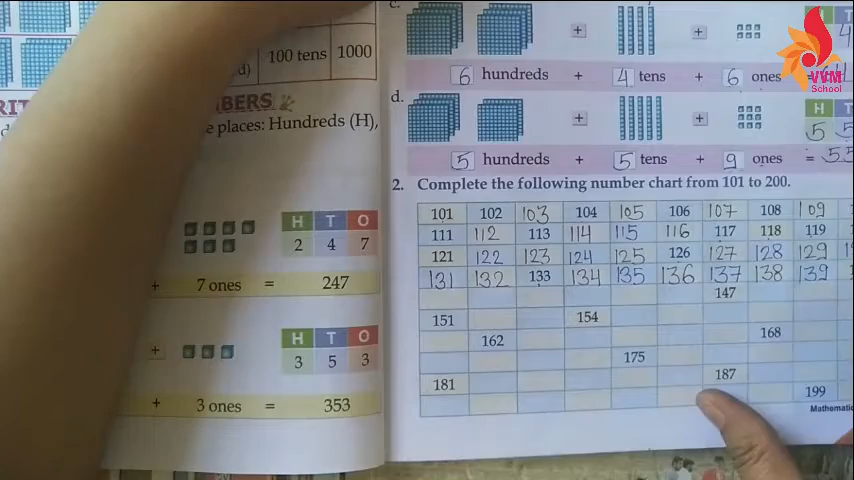 100 tens 1000
d)
BERS
e places: Hundreds (H),
H T O
2 4 7
+ 7 ones = 247
H T O
+ 3 5 3
+ 3 ones = 353
c.
+ +
6 hundreds + 4 tens + 6 ones
d.
+ + H T
5 5
5 hundreds + 5 tens + 9 ones = 55
2. Complete the following number chart from 101 to 200.
101 102 103 104 105 106 107 108 109
111 112 113 114 115 116 117 118 119
121 122 123 124 125 126 127 128 129
131 132 133 134 135 136 137 138 139
147
151 154
162 168
175
181 187
199
Mathematic
VVM
School